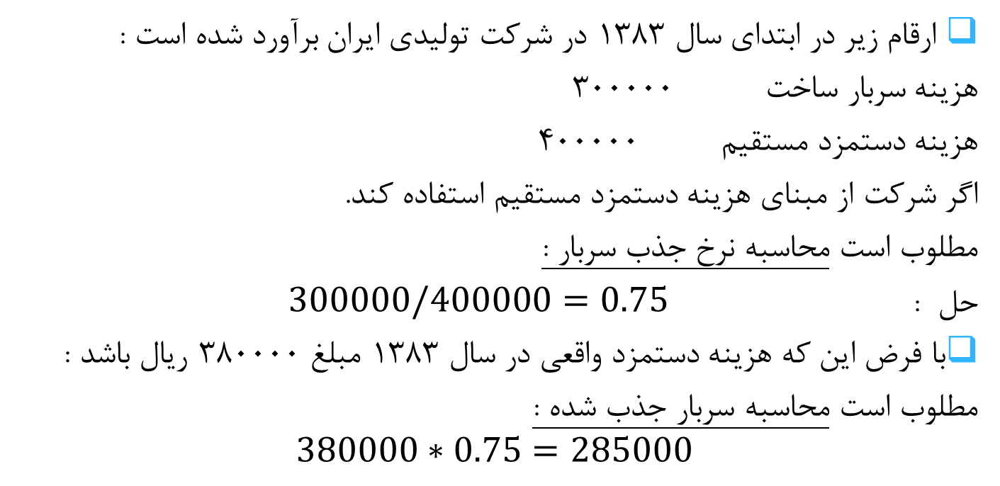 ❑ ارقام زیر در ابتدای سال ۱۳۸۳ در شرکت تولیدی ایران برآورد شده است :
هزینه سربار ساخت ۳۰۰۰۰۰
هزینه دستمزد مستقیم ۴۰۰۰۰۰
اگر شرکت از مبنای هزینه دستمزد مستقیم استفاده کند.
مطلوب است محاسبه نرخ جذب سربار :
حل : 300000/400000 = 0.75
❑با فرض این که هزینه دستمزد واقعی در سال ۱۳۸۳ مبلغ ۳۸۰۰۰۰ ریال باشد :
مطلوب است محاسبه سربار جذب شده :
380000 * 0.75 = 285000